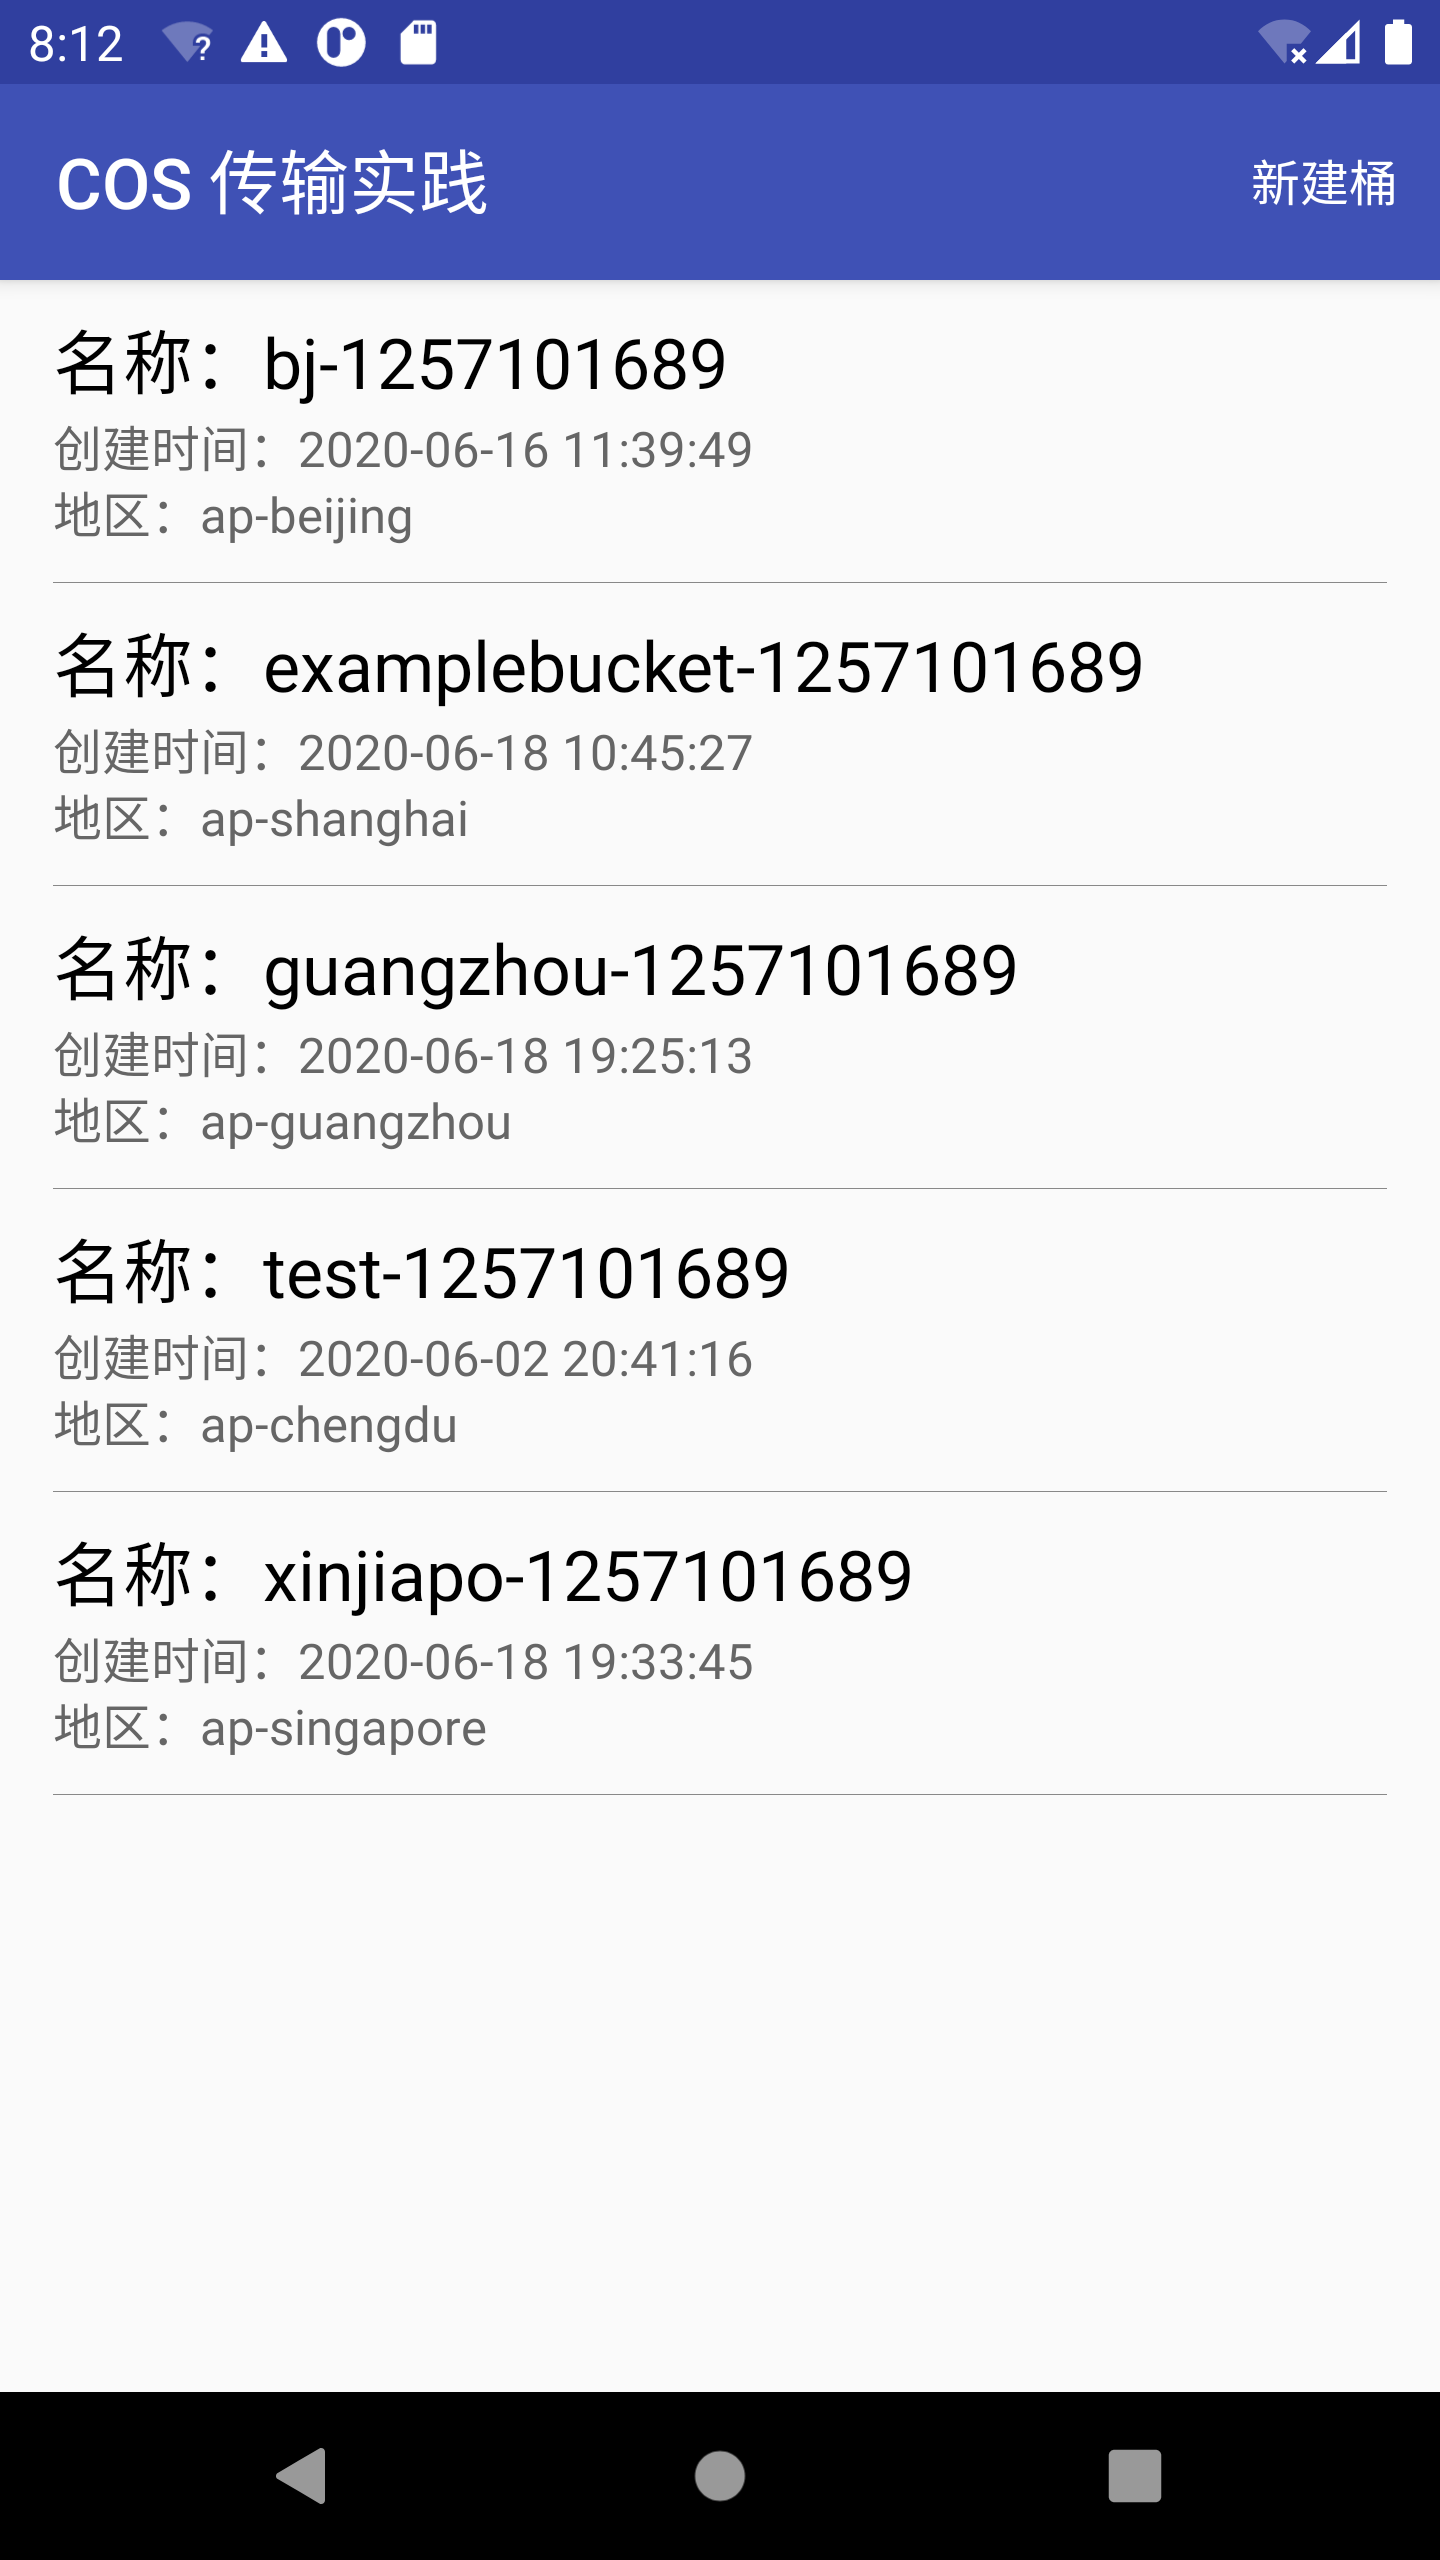 8:12
COS 传输实践
新建桶
名称：bj-1257101689
创建时间：2020-06-16 11:39:49
地区：ap-beijing
名称：examplebucket-1257101689
创建时间：2020-06-18 10:45:27
地区：ap-shanghai
名称：guangzhou-1257101689
创建时间：2020-06-18 19:25:13
地区：ap-guangzhou
名称：test-1257101689
创建时间：2020-06-02 20:41:16
地区：ap-chengdu
名称：xinjiapo-1257101689
创建时间：2020-06-18 19:33:45
地区：ap-singapore